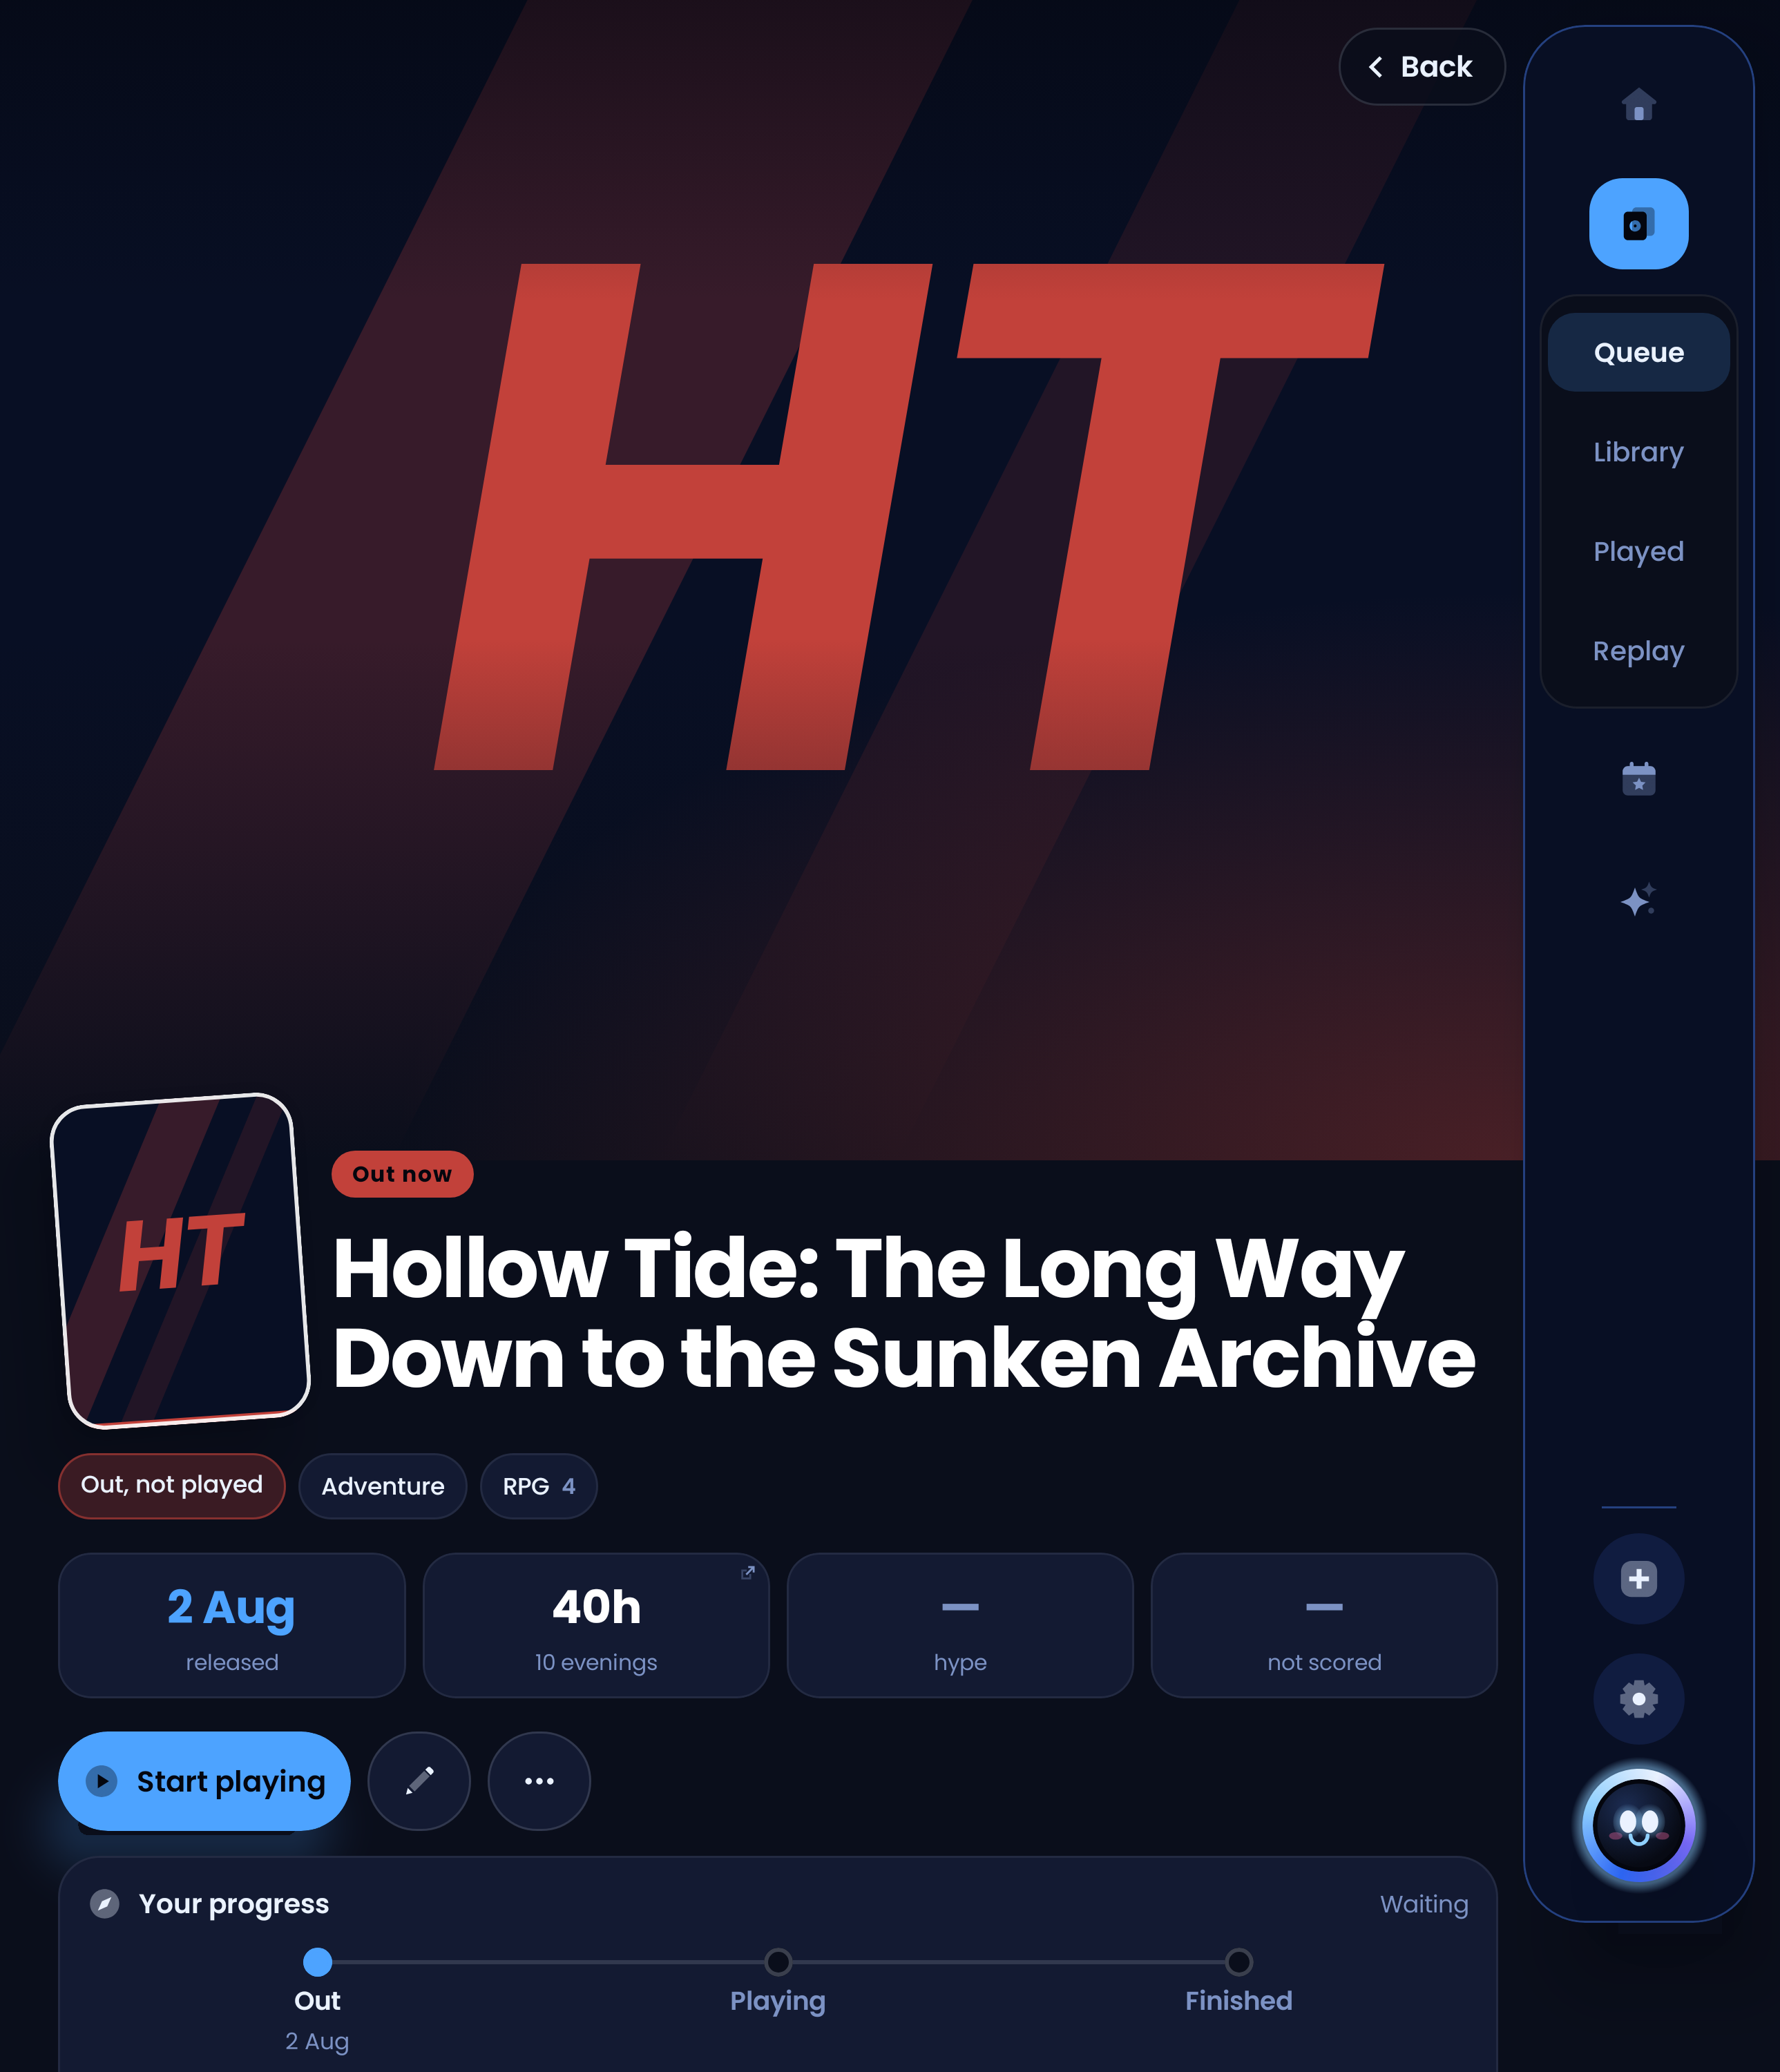 Back
HT
Queue
Library
Played
Replay
HT
Out now
Hollow Tide: The Long Way
Down to the Sunken Archive
Out, not played
Adventure
RPG 4
2 Aug
released
40h
10 evenings
—
hype
—
not scored
Start playing
Your progress
Waiting
Out
2 Aug
Playing
Finished